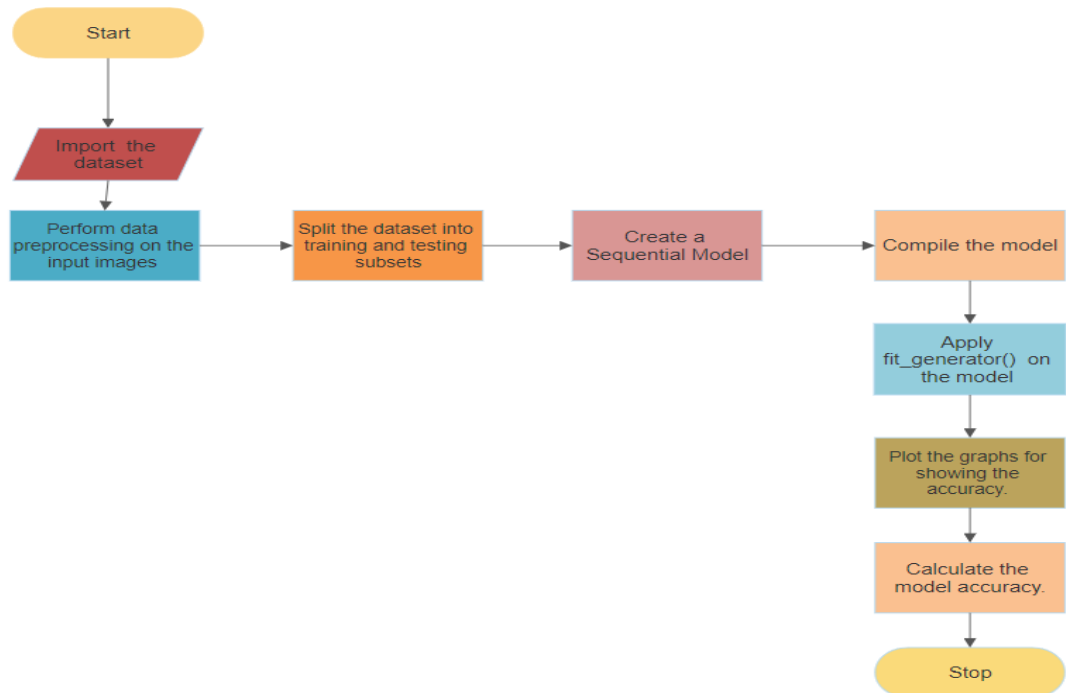 Start
Import the
dataset
Perform data
preprocessing on the
input images
Split the dataset into
training and testing
subsets
Create a
Sequential Model
Compile the model
Apply
fit_generator() on
the model
Plot the graphs for
showing the
accuracy.
Calculate the
model accuracy.
Stop